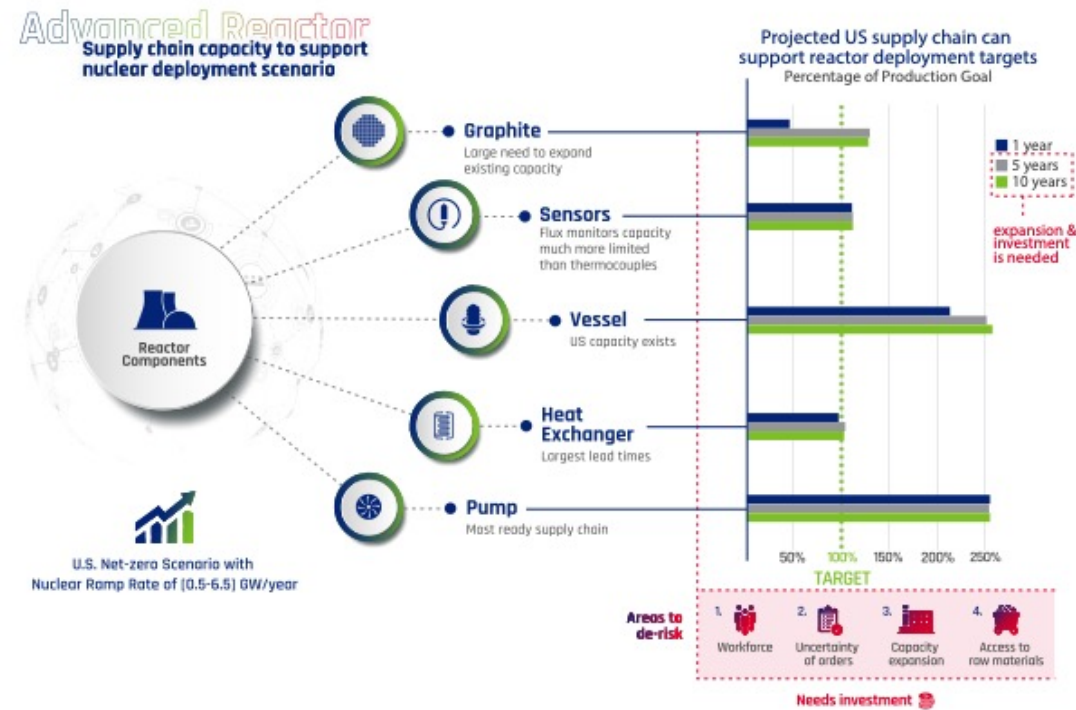 Advanced Reactor
Supply chain capacity to support
nuclear deployment scenario
Projected US supply chain can
support reactor deployment targets
Percentage of Production Goal
Graphite
Large need to expand
existing capacity
Sensors
Flux monitors capacity
much more limited
than thermocouples
Vessel
US capacity exists
Heat
Exchanger
Largest lead times
Pump
Most ready supply chain
Reactor
Components
U.S. Net-zero Scenario with
Nuclear Ramp Rate of (0.5-6.5) GW/year
1 year
5 years
10 years
expansion &
investment
is needed
50% 100% 150% 200% 250%
TARGET
Areas to
de-risk
1. Workforce
2. Uncertainty
of orders
3. Capacity
expansion
4. Access to
raw materials
Needs investment